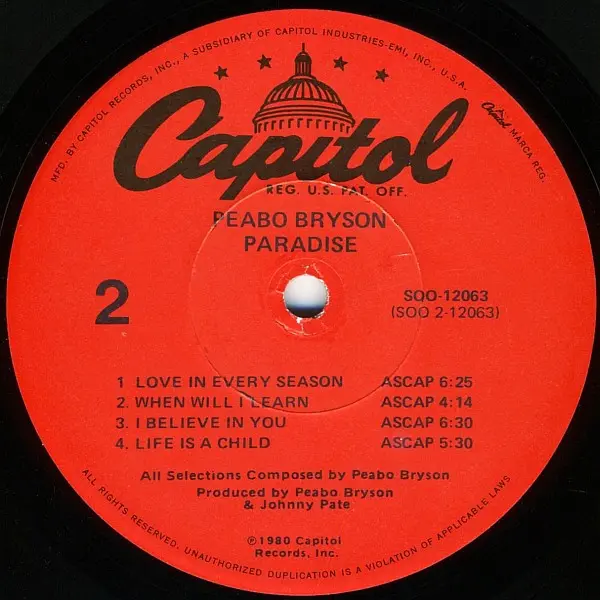 MFD. BY CAPITOL RECORDS, INC., A SUBSIDIARY OF CAPITOL INDUSTRIES-EMI, INC., U.S.A.
Capitol MARCA REG.
Capitol
REG. U.S. PAT. OFF.
PEABO BRYSON
PARADISE
2
SOO-12063
(SOO 2-12063)
1 LOVE IN EVERY SEASON ASCAP 6:25
2. WHEN WILL I LEARN ASCAP 4:14
3. I BELIEVE IN YOU ASCAP 6:30
4. LIFE IS A CHILD ASCAP 5:30
All Selections Composed by Peabo Bryson
Produced by Peabo Bryson
& Johnny Pate
℗1980 Capitol
Records, Inc.
ALL RIGHTS RESERVED. UNAUTHORIZED DUPLICATION IS A VIOLATION OF APPLICABLE LAWS